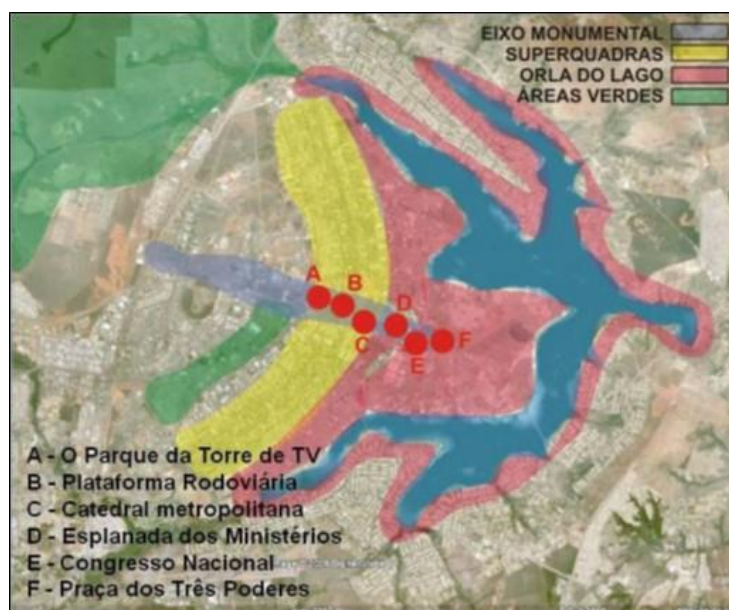 EIXO MONUMENTAL
SUPERQUADRAS
ORLA DO LAGO
ÁREAS VERDES
A
B
C
D
E
F
A - O Parque da Torre de TV
B - Plataforma Rodoviária
C - Catedral metropolitana
D - Esplanada dos Ministérios
E - Congresso Nacional
F - Praça dos Três Poderes